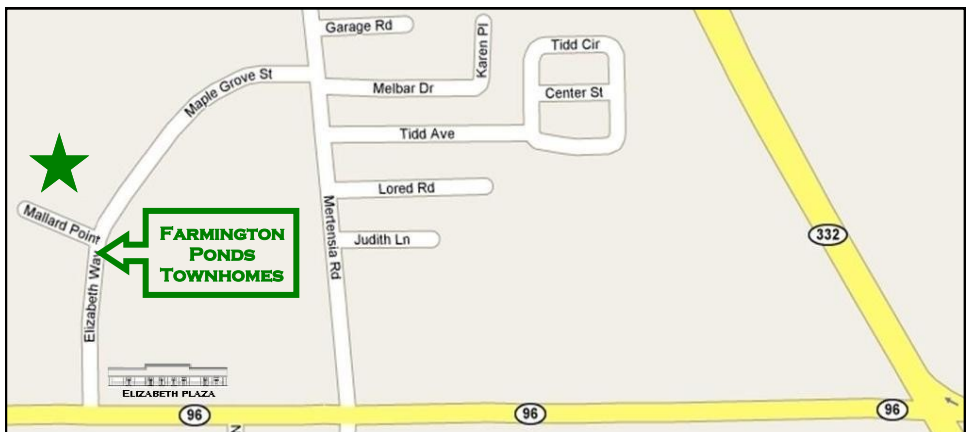 Garage Rd
Karen Pl
Tidd Cir
Maple Grove St
Melbar Dr
Center St
Tidd Ave
Lored Rd
Mallard Point
Mertensia Rd
FARMINGTON
PONDS
TOWNHOMES
Judith Ln
332
Elizabeth Way
ELIZABETH PLAZA
96
96
96
N